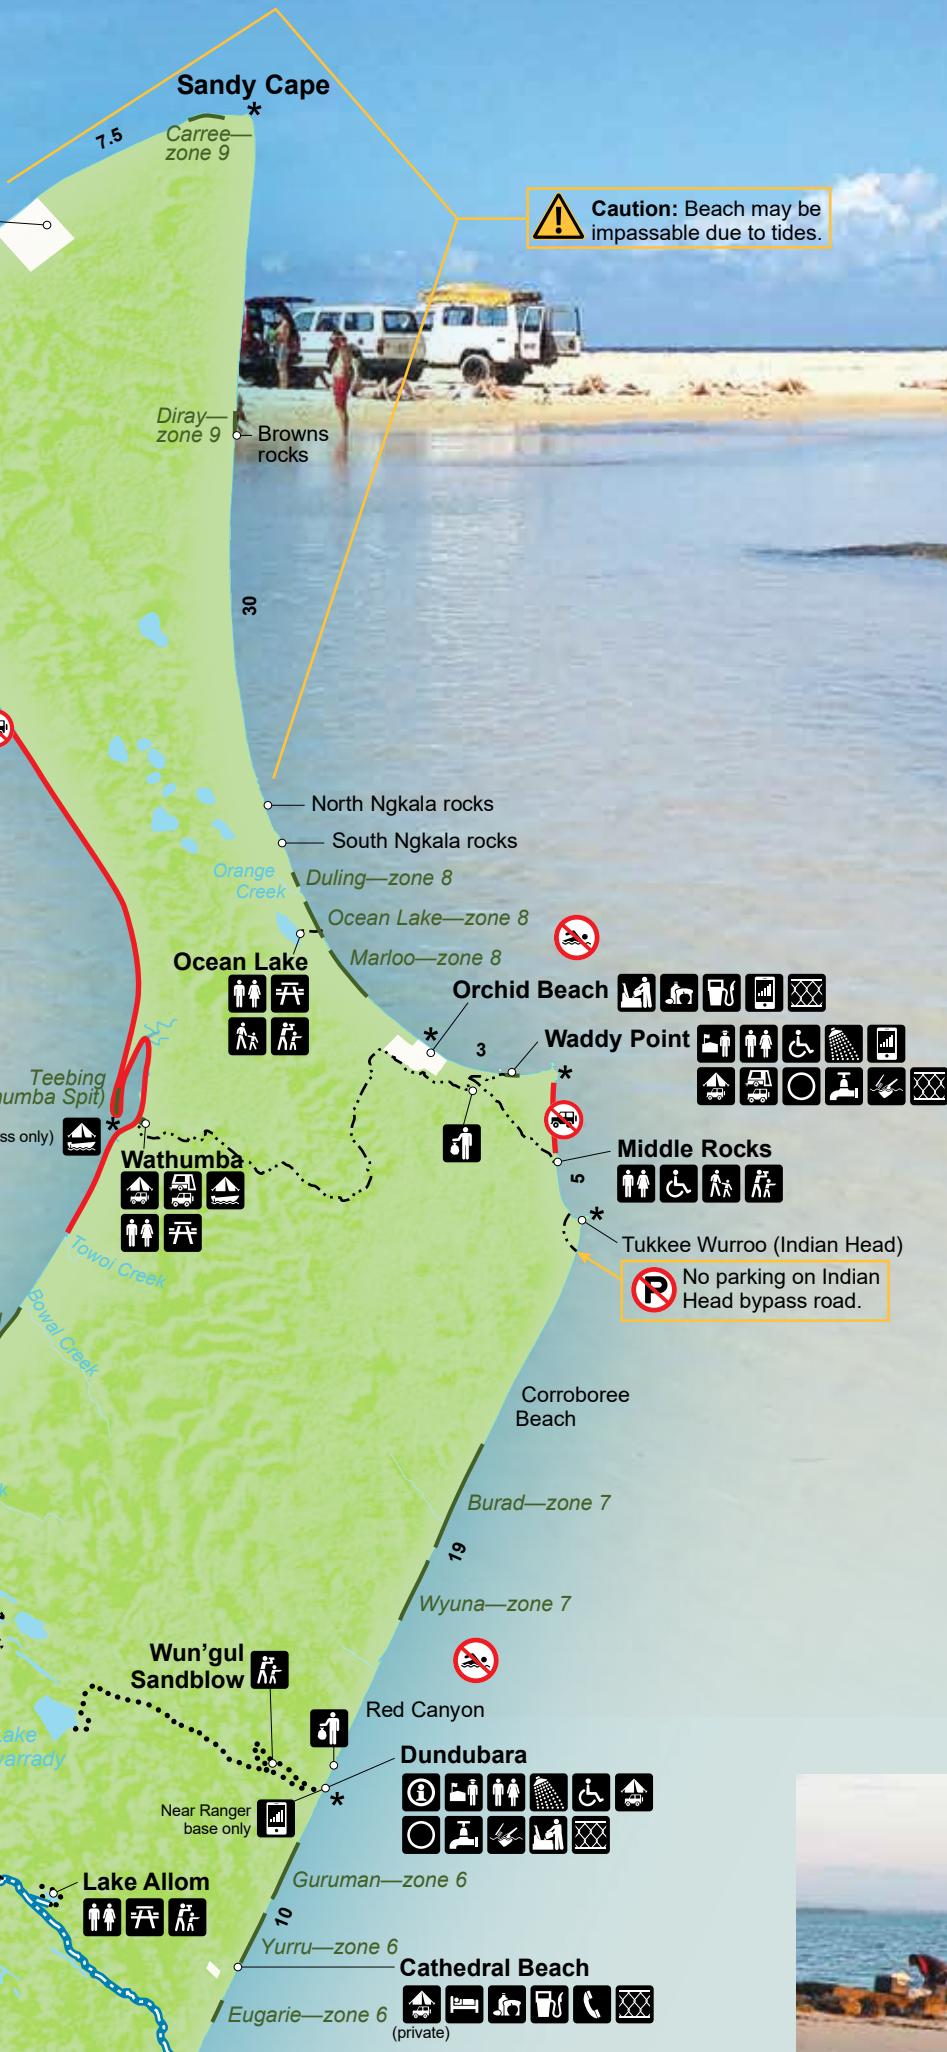 Sandy Cape
*
7.5
Carree—
zone 9
Caution: Beach may be
impassable due to tides.
Diray—
zone 9
Browns
rocks
30
North Ngkala rocks
South Ngkala rocks
Orange
Creek
Duling—zone 8
Ocean Lake—zone 8
Ocean Lake
Marloo—zone 8
Orchid Beach
*
3
Waddy Point
*
Teebing
umba Spit)
ss only)
*
Wathumba
Middle Rocks
5
*
Tukkee Wurroo (Indian Head)
P
No parking on Indian
Head bypass road.
Towoi Creek
Bowal Creek
Corroboree
Beach
k
Burad—zone 7
19
Wyuna—zone 7
Wun'gul
Sandblow
Red Canyon
Lake
arrady
Dundubara
*
Near Ranger
base only
Lake Allom
Guruman—zone 6
10
Yurru—zone 6
Cathedral Beach
Eugarie—zone 6
(private)